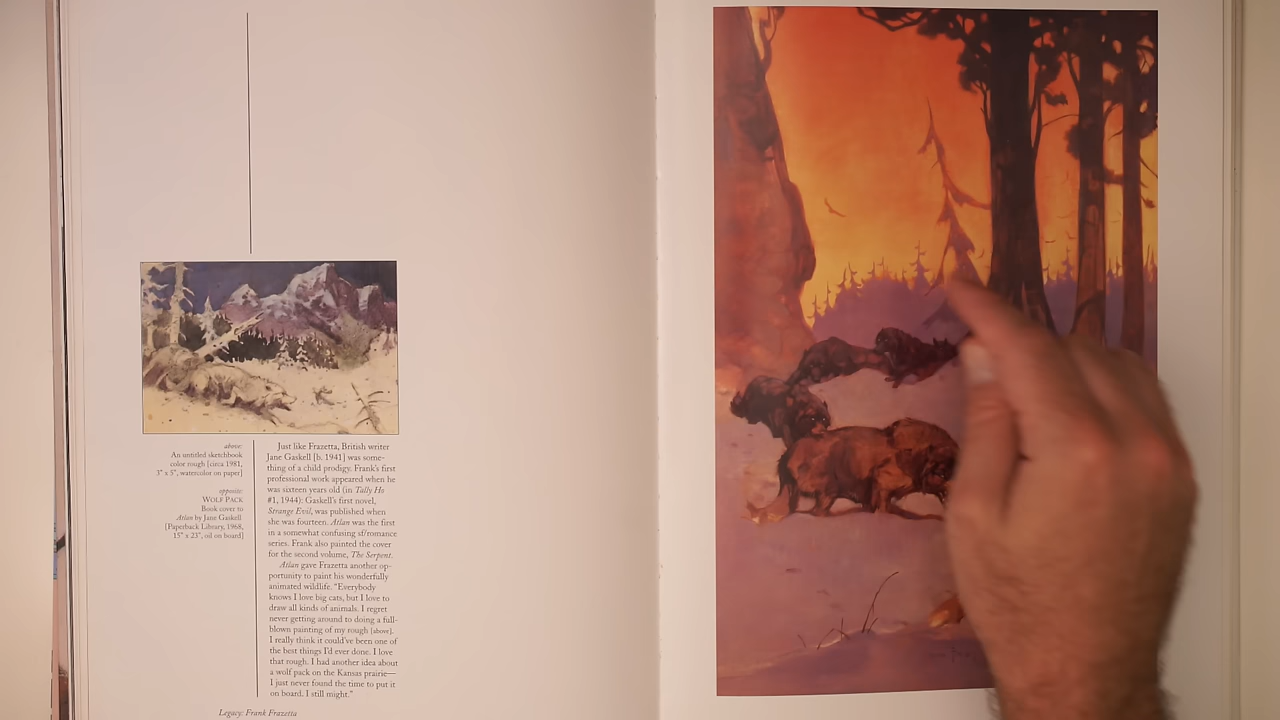 above:
An untitled sketchbook
color rough [circa 1981,
3" x 5", watercolor on paper]
opposite:
WOLF PACK
Book cover to
Atlan by Jane Gaskell
[Paperback Library, 1968,
15" x 23", oil on board]
Just like Frazetta, British writer
Jane Gaskell [b. 1941] was some-
thing of a child prodigy. Frank's first
professional work appeared when he
was sixteen years old (in Tally Ho
#1, 1944): Gaskell's first novel,
Strange Evil, was published when
she was fourteen. Atlan was the first
in a somewhat confusing sf/romance
series. Frank also painted the cover
for the second volume, The Serpent.
Atlan gave Frazetta another op-
portunity to paint his wonderfully
animated wildlife. "Everybody
knows I love big cats, but I love to
draw all kinds of animals. I regret
never getting around to doing a full-
blown painting of my rough [above].
I really think it could've been one of
the best things I'd ever done. I love
that rough. I had another idea about
a wolf pack on the Kansas prairie—
I just never found the time to put it
on board. I still might."
Legacy: Frank Frazetta